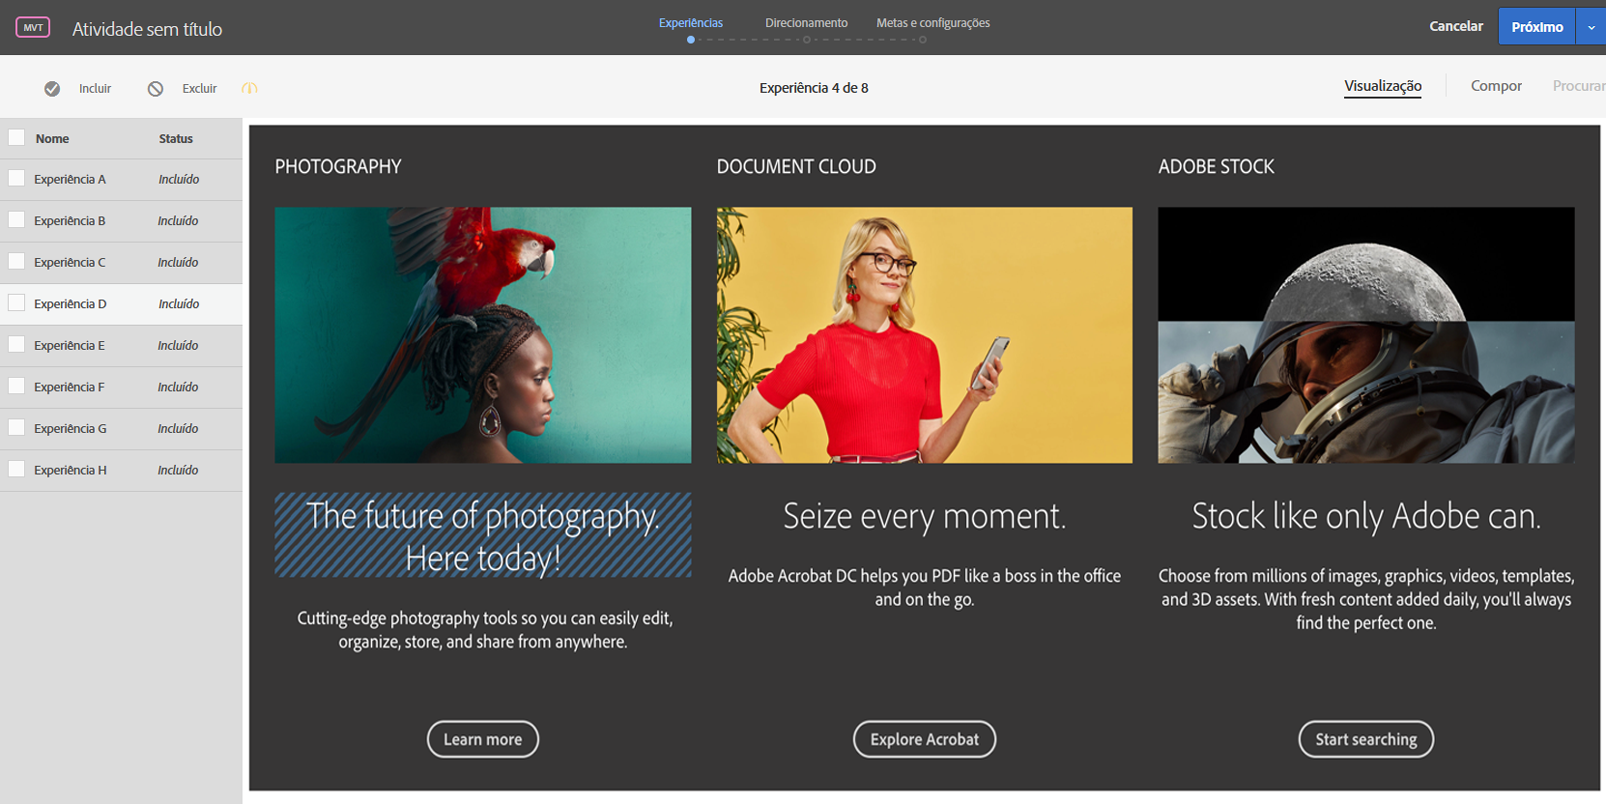 MVT
Atividade sem título
Experiências
Direcionamento
Metas e configurações
Cancelar
Próximo
Incluir
Excluir
Experiência 4 de 8
Visualização
Compor
Procurar
Nome Status
Experiência A Incluído
Experiência B Incluído
Experiência C Incluído
Experiência D Incluído
Experiência E Incluído
Experiência F Incluído
Experiência G Incluído
Experiência H Incluído
PHOTOGRAPHY
The future of photography.
Here today!
Cutting-edge photography tools so you can easily edit,
organize, store, and share from anywhere.
Learn more
DOCUMENT CLOUD
Seize every moment.
Adobe Acrobat DC helps you PDF like a boss in the office
and on the go.
Explore Acrobat
ADOBE STOCK
Stock like only Adobe can.
Choose from millions of images, graphics, videos, templates,
and 3D assets. With fresh content added daily, you'll always
find the perfect one.
Start searching